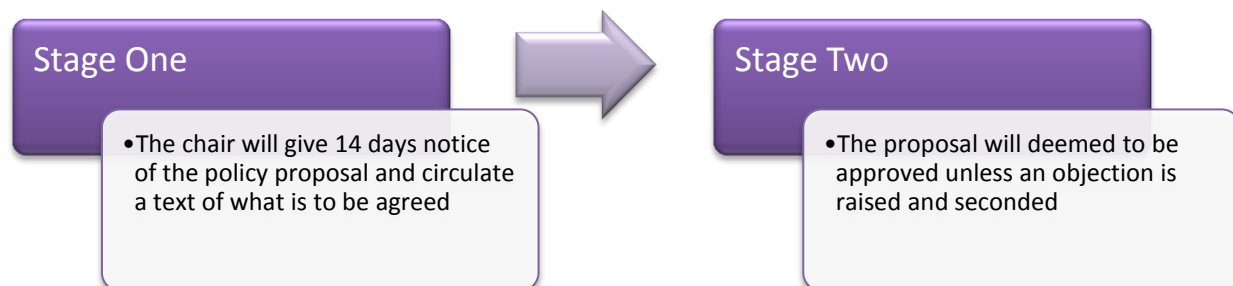 Stage One
•The chair will give 14 days notice
of the policy proposal and circulate
a text of what is to be agreed
Stage Two
•The proposal will deemed to be
approved unless an objection is
raised and seconded